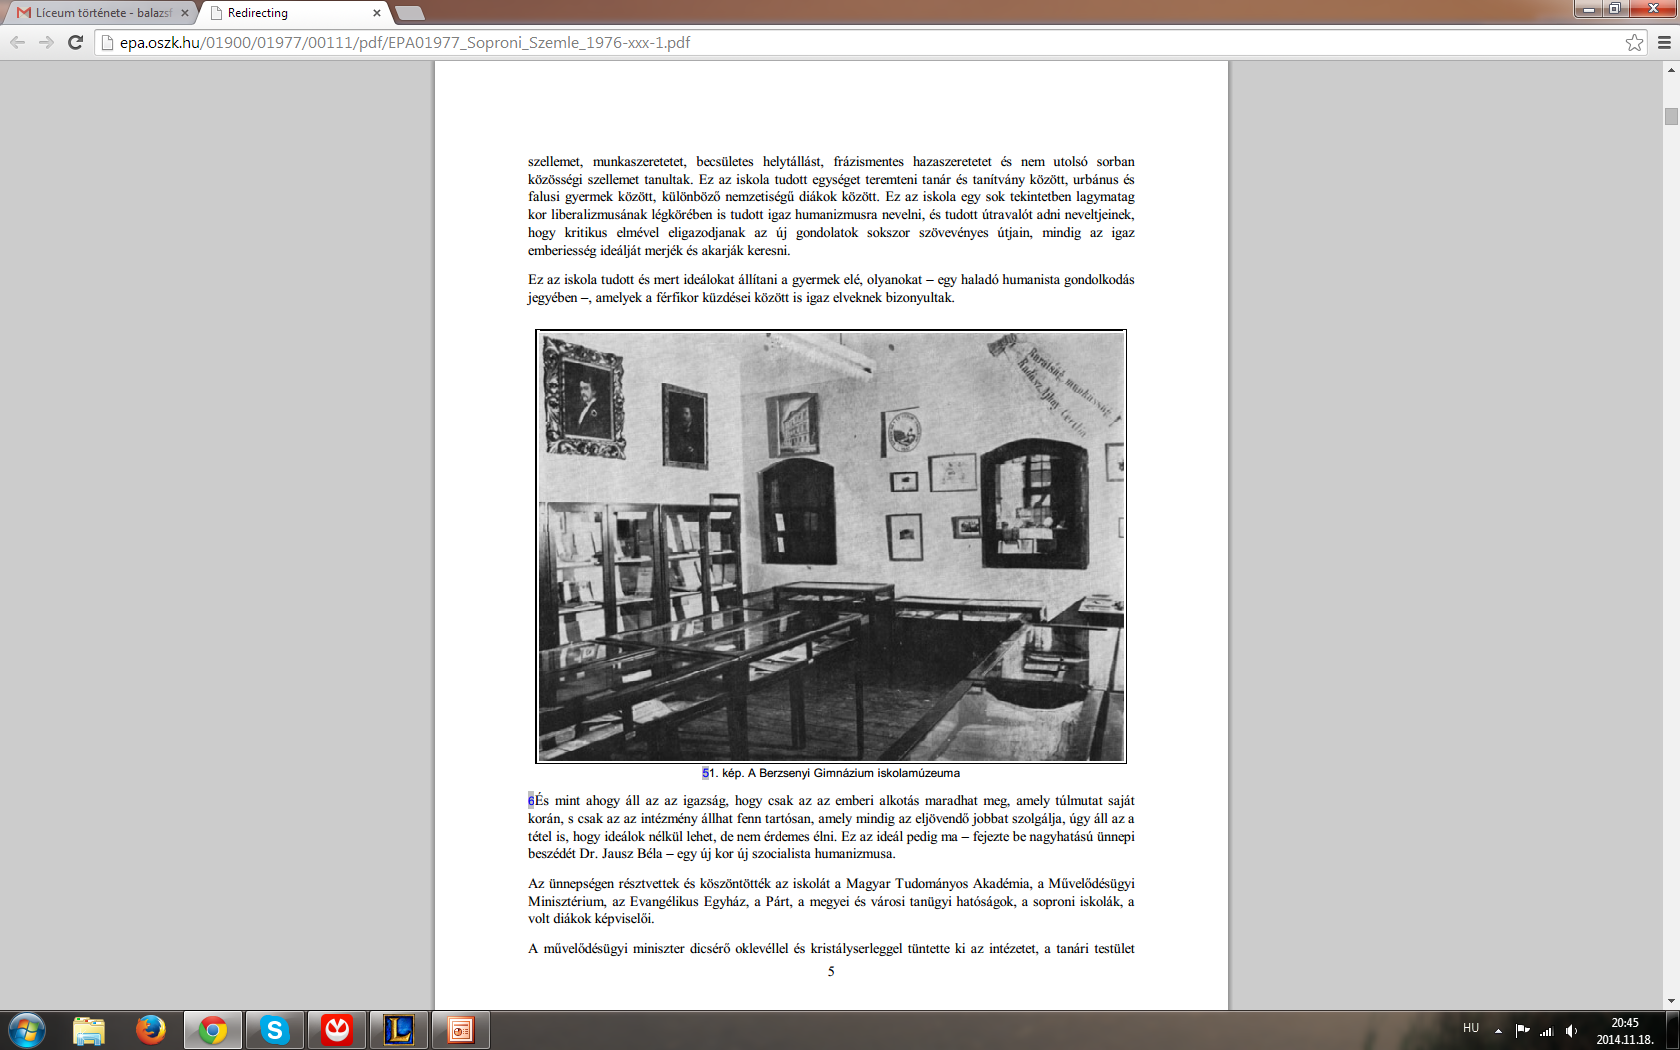 Líceum története - balazsf
Redirecting
epa.oszk.hu/01900/01977/00111/pdf/EPA01977_Soproni_Szemle_1976-xxx-1.pdf
szellemet, munkaszeretetet, becsületes helytállást, frázismentes hazaszeretetet és nem utolsó sorban
közösségi szellemet tanultak. Ez az iskola tudott egységet teremteni tanár és tanítvány között, urbánus és
falusi gyermek között, különböző nemzetiségű diákok között. Ez az iskola egy sok tekintetben lagymatag
kor liberalizmusának légkörében is tudott igaz humanizmusra nevelni, és tudott útravalót adni neveltjeinek,
hogy kritikus elmével eligazodjanak az új gondolatok sokszor szövevényes útjain, mindig az igaz
emberiesség ideálját merjék és akarják keresni.
Ez az iskola tudott és mert ideálokat állítani a gyermek elé, olyanokat – egy haladó humanista gondolkodás
jegyében –, amelyek a férfikor küzdései között is igaz elveknek bizonyultak.
Barátság, munkásság
51. kép. A Berzsenyi Gimnázium iskolamúzeuma
6És mint ahogy áll az az igazság, hogy csak az az emberi alkotás maradhat meg, amely túlmutat saját
korán, s csak az az intézmény állhat fenn tartósan, amely mindig az eljövendő jobbat szolgálja, úgy áll az a
tétel is, hogy ideálok nélkül lehet, de nem érdemes élni. Ez az ideál pedig ma – fejezte be nagyhatású ünnepi
beszédét Dr. Jausz Béla – egy új kor új szocialista humanizmusa.
Az ünnepségen résztvettek és köszöntötték az iskolát a Magyar Tudományos Akadémia, a Művelődésügyi
Minisztérium, az Evangélikus Egyház, a Párt, a megyei és városi tanügyi hatóságok, a soproni iskolák, a
volt diákok képviselői.
A művelődésügyi miniszter dicsérő oklevéllel és kristályserleggel tüntette ki az intézetet, a tanári testület
5
HU
20:45
2014.11.18.